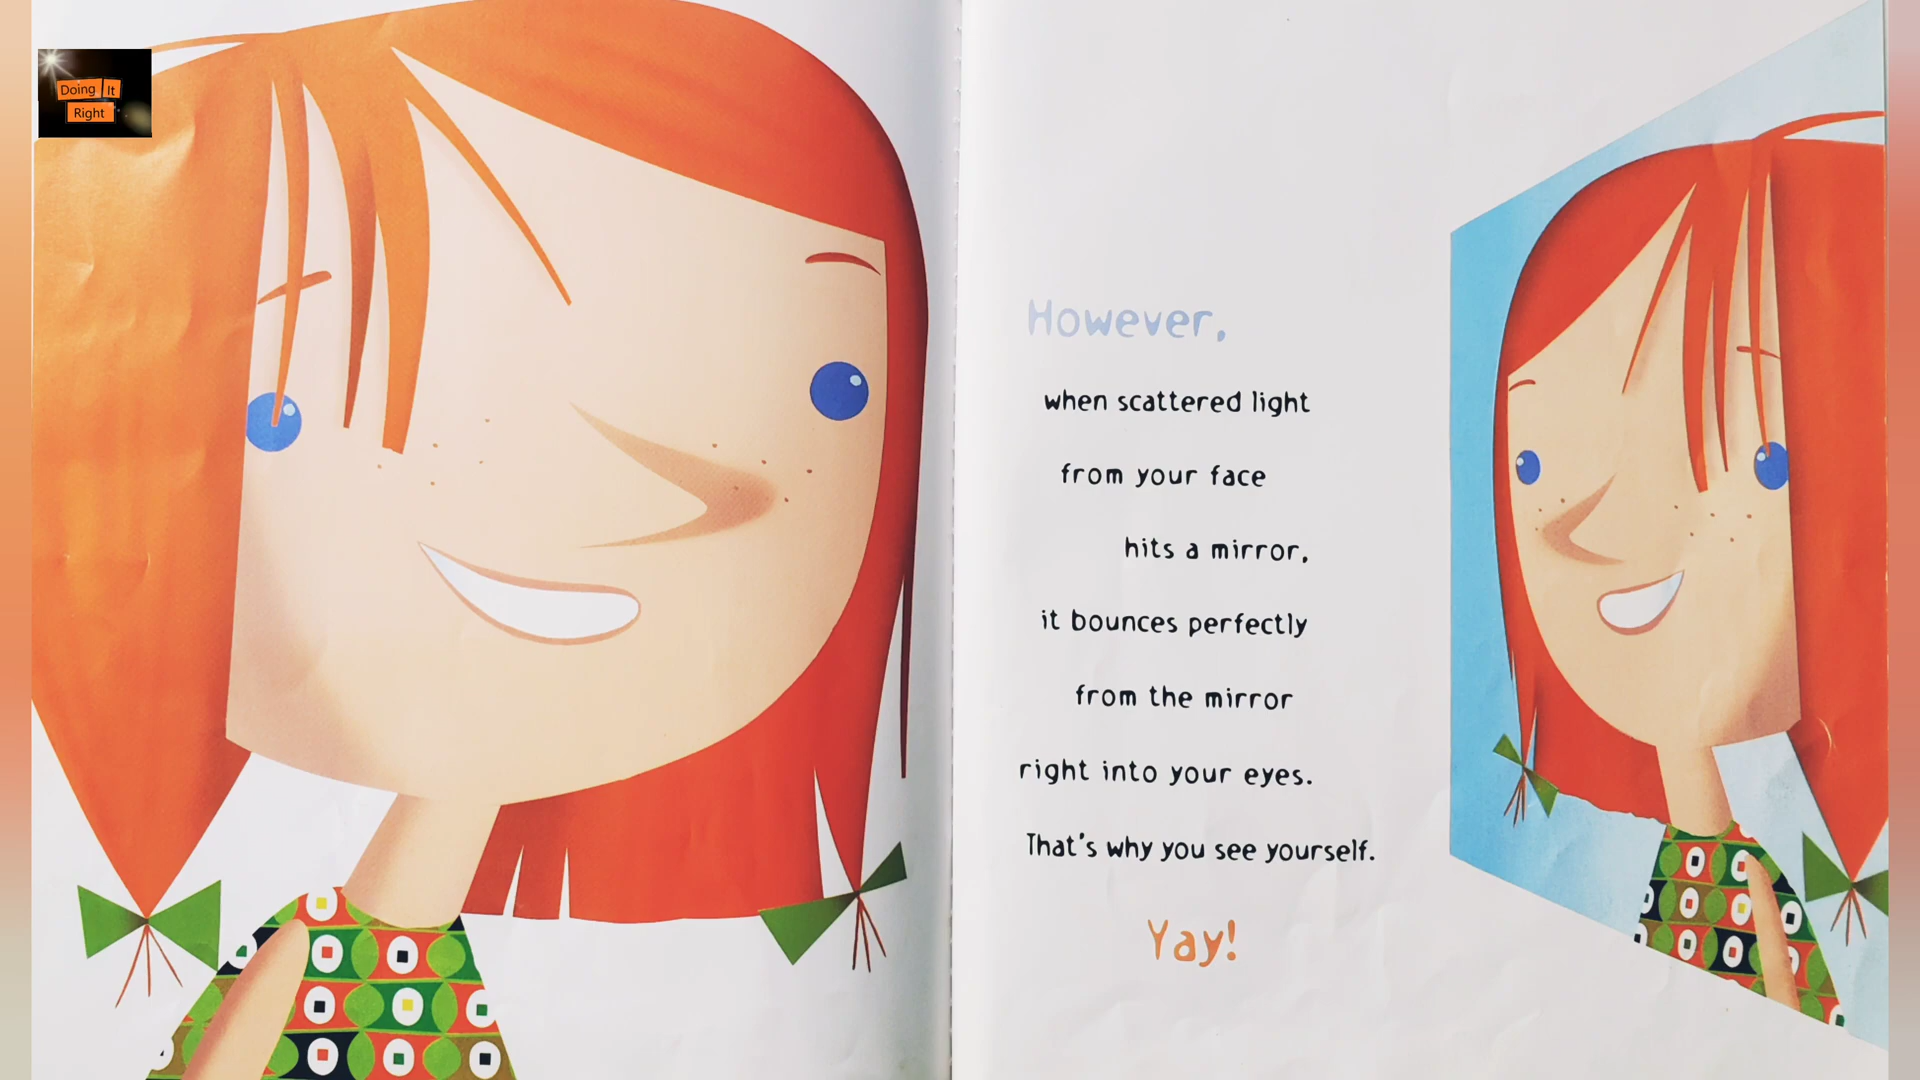 Doing It
Right
However,
when scattered light
from your face
hits a mirror,
it bounces perfectly
from the mirror
right into your eyes.
That's why you see yourself.
Yay!